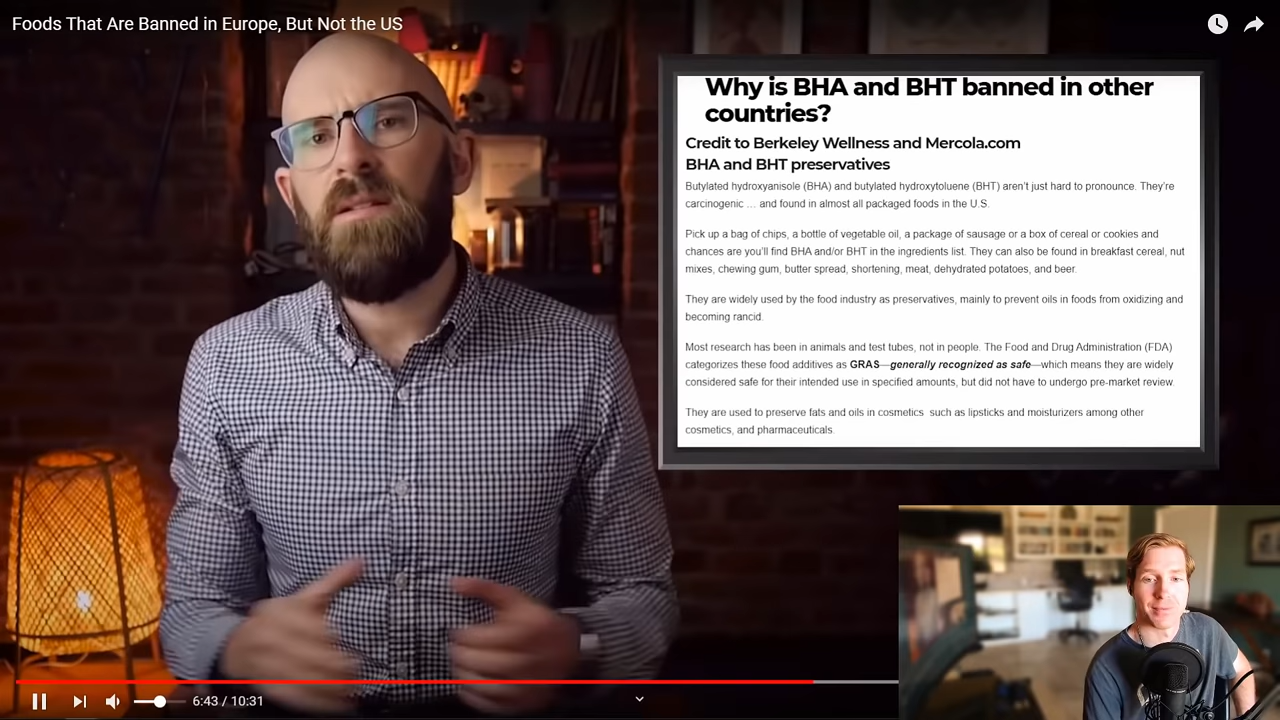 Foods That Are Banned in Europe, But Not the US
Why is BHA and BHT banned in other
countries?
Credit to Berkeley Wellness and Mercola.com
BHA and BHT preservatives
Butylated hydroxyanisole (BHA) and butylated hydroxytoluene (BHT) aren't just hard to pronounce. They're
carcinogenic … and found in almost all packaged foods in the U.S.
Pick up a bag of chips, a bottle of vegetable oil, a package of sausage or a box of cereal or cookies and
chances are you'll find BHA and/or BHT in the ingredients list. They can also be found in breakfast cereal, nut
mixes, chewing gum, butter spread, shortening, meat, dehydrated potatoes, and beer.
They are widely used by the food industry as preservatives, mainly to prevent oils in foods from oxidizing and
becoming rancid.
Most research has been in animals and test tubes, not in people. The Food and Drug Administration (FDA)
categorizes these food additives as GRAS—generally recognized as safe—which means they are widely
considered safe for their intended use in specified amounts, but did not have to undergo pre-market review.
They are used to preserve fats and oils in cosmetics such as lipsticks and moisturizers among other
cosmetics, and pharmaceuticals.
6:43 / 10:31